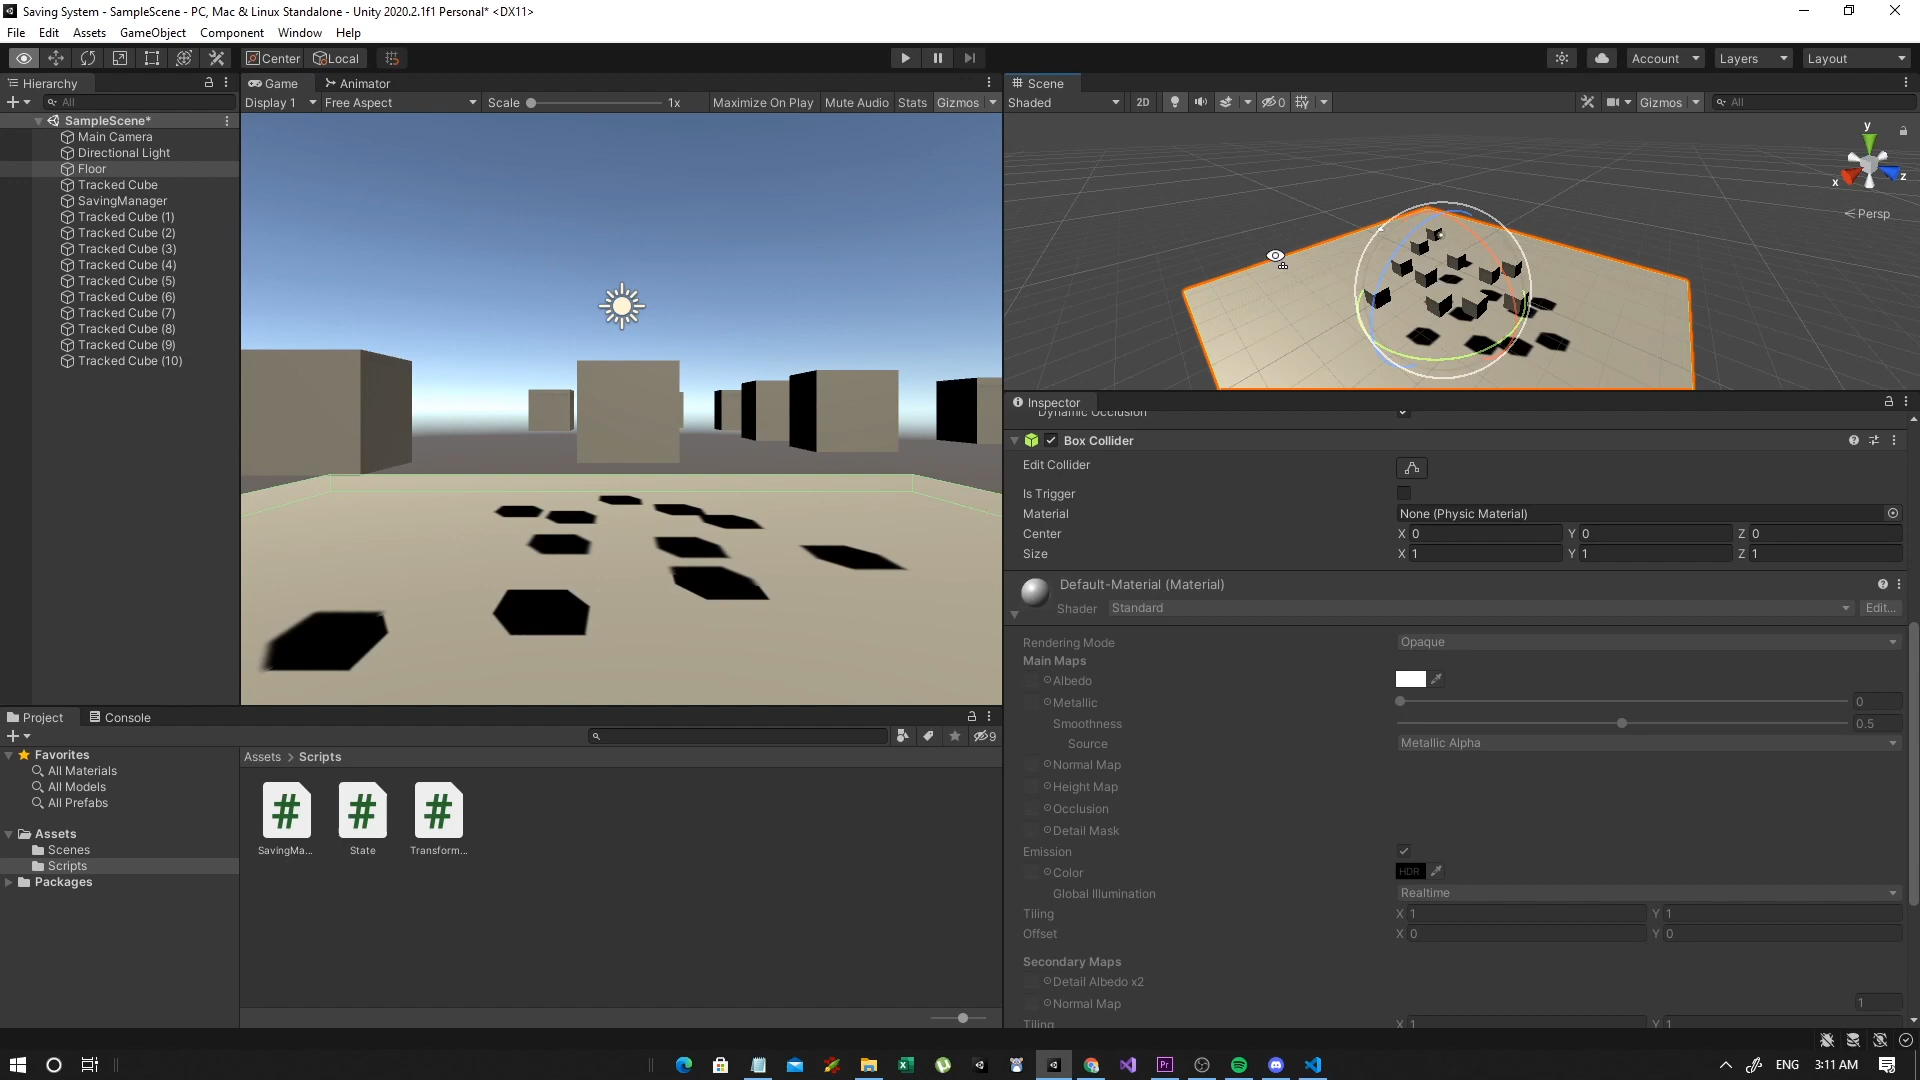 Saving System - SampleScene - PC, Mac & Linux Standalone - Unity 2020.2.1f1 Personal* <DX11>
File Edit Assets GameObject Component Window Help
Center Local Account Layers Layout
Hierarchy
All
SampleScene*
Main Camera
Directional Light
Floor
Tracked Cube
SavingManager
Tracked Cube (1)
Tracked Cube (2)
Tracked Cube (3)
Tracked Cube (4)
Tracked Cube (5)
Tracked Cube (6)
Tracked Cube (7)
Tracked Cube (8)
Tracked Cube (9)
Tracked Cube (10)
Game Animator
Display 1 Free Aspect Scale 1x Maximize On Play Mute Audio Stats Gizmos
Scene
Shaded 2D 0 Gizmos All
y
x z
Persp
Inspector
Dynamic Occlusion
Box Collider
Edit Collider
Is Trigger
Material None (Physic Material)
Center X 0 Y 0 Z 0
Size X 1 Y 1 Z 1
Default-Material (Material)
Shader Standard Edit...
Rendering Mode Opaque
Main Maps
Albedo
Metallic 0
Smoothness 0.5
Source Metallic Alpha
Normal Map
Height Map
Occlusion
Detail Mask
Emission
Color HDR
Global Illumination Realtime
Tiling X 1 Y 1
Offset X 0 Y 0
Secondary Maps
Detail Albedo x2
Normal Map 1
Tiling X 1 Y 1
Project Console
9
Favorites
All Materials
All Models
All Prefabs
Assets
Scenes
Scripts
Packages
Assets > Scripts
SavingMa... State Transform...
ENG 3:11 AM